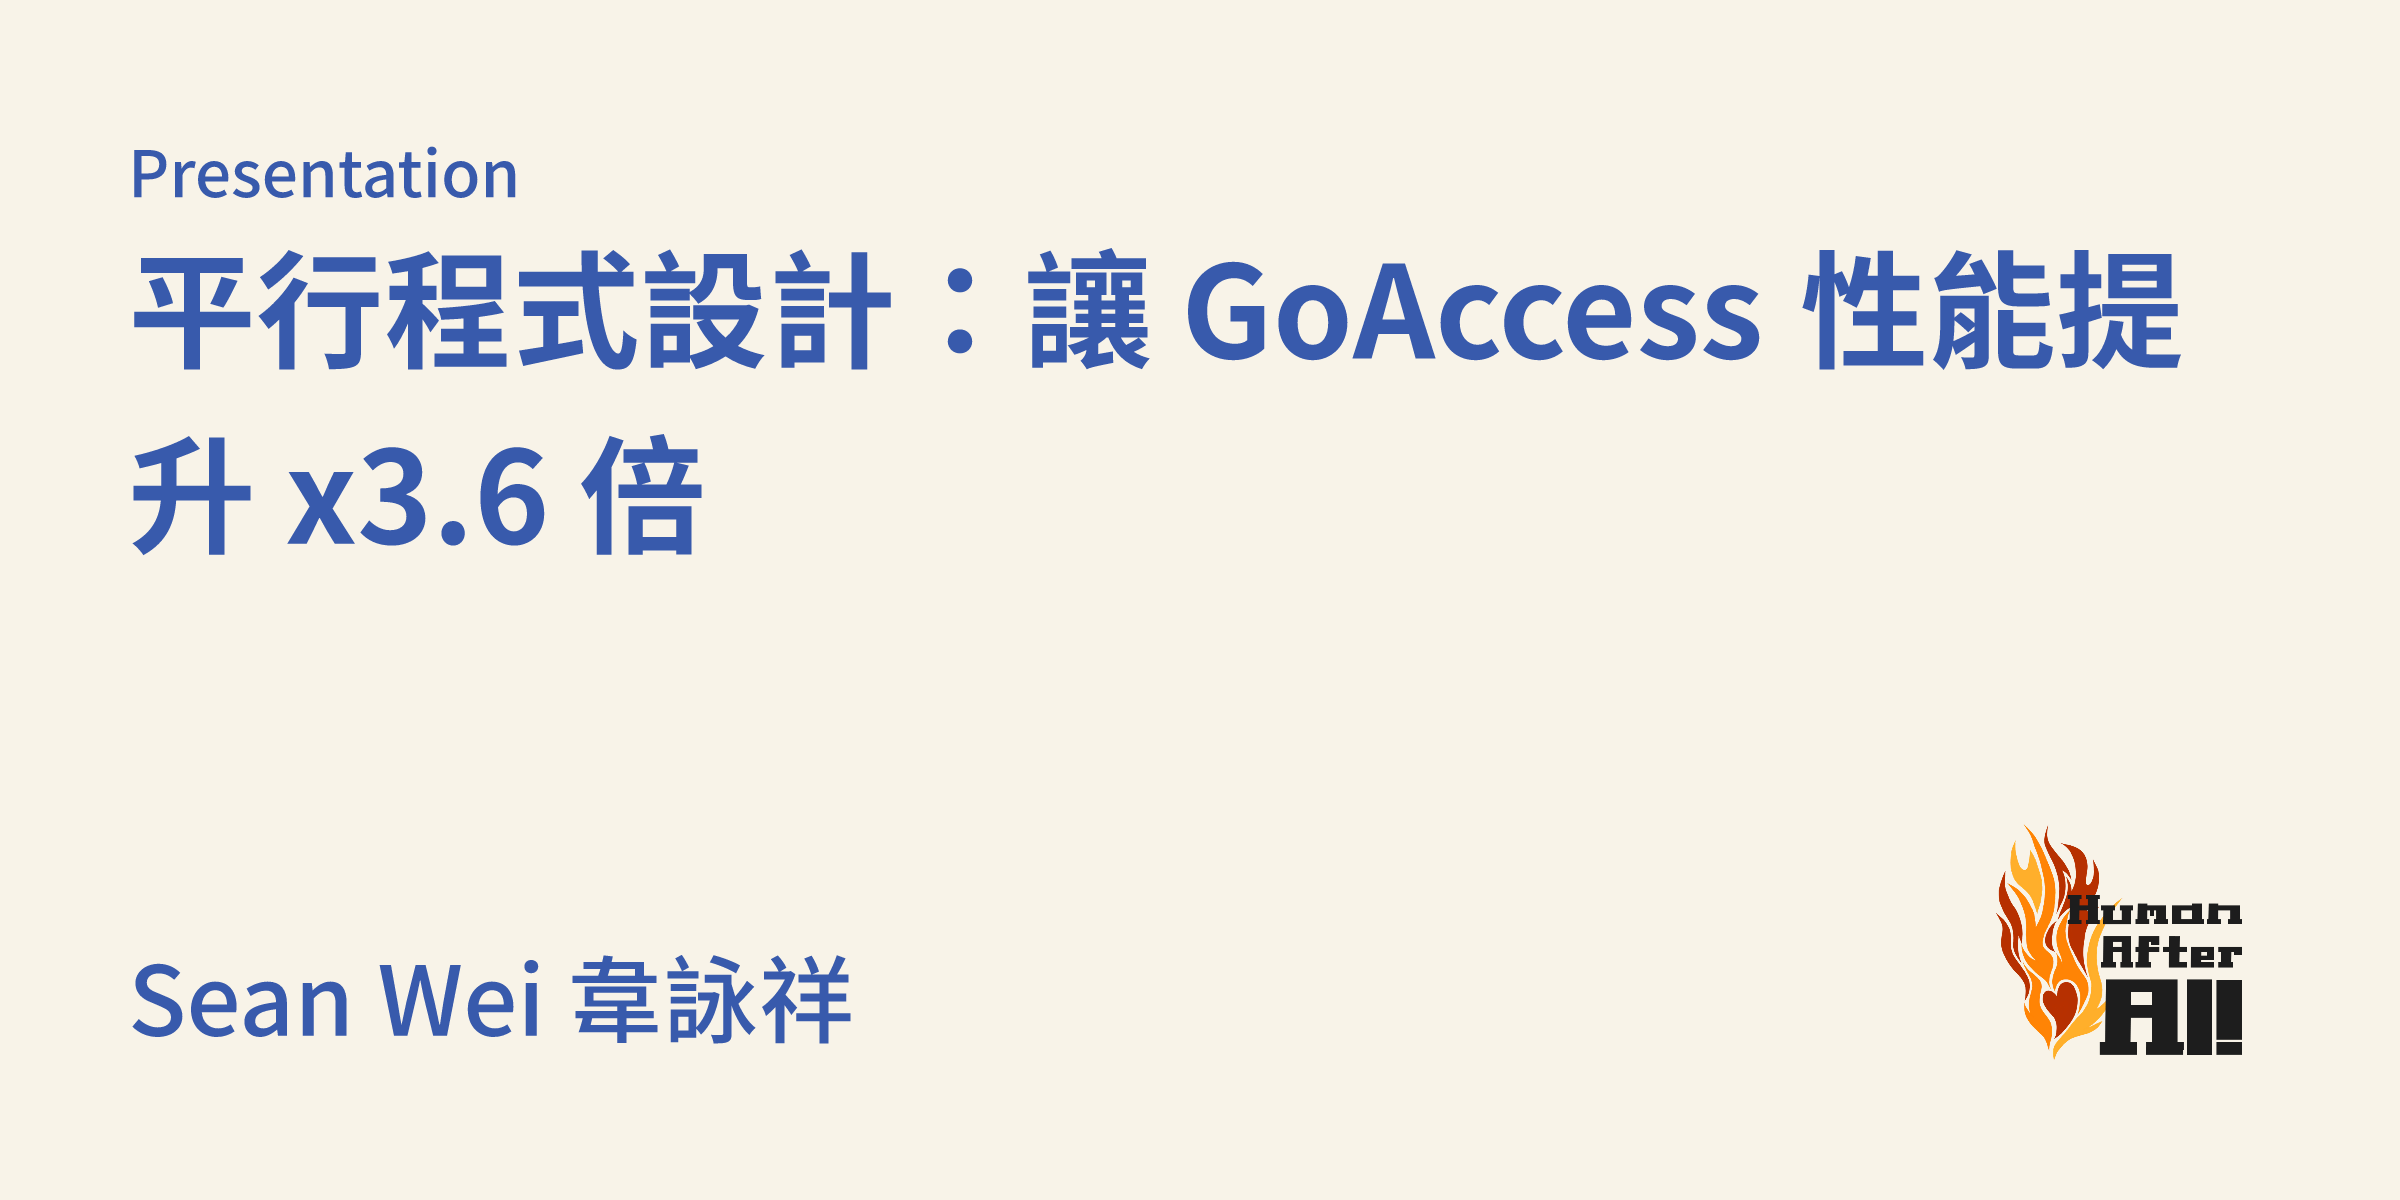 Presentation
平行程式設計：讓 GoAccess 性能提
升 x3.6 倍
Sean Wei 韋詠祥
Human
After
All!